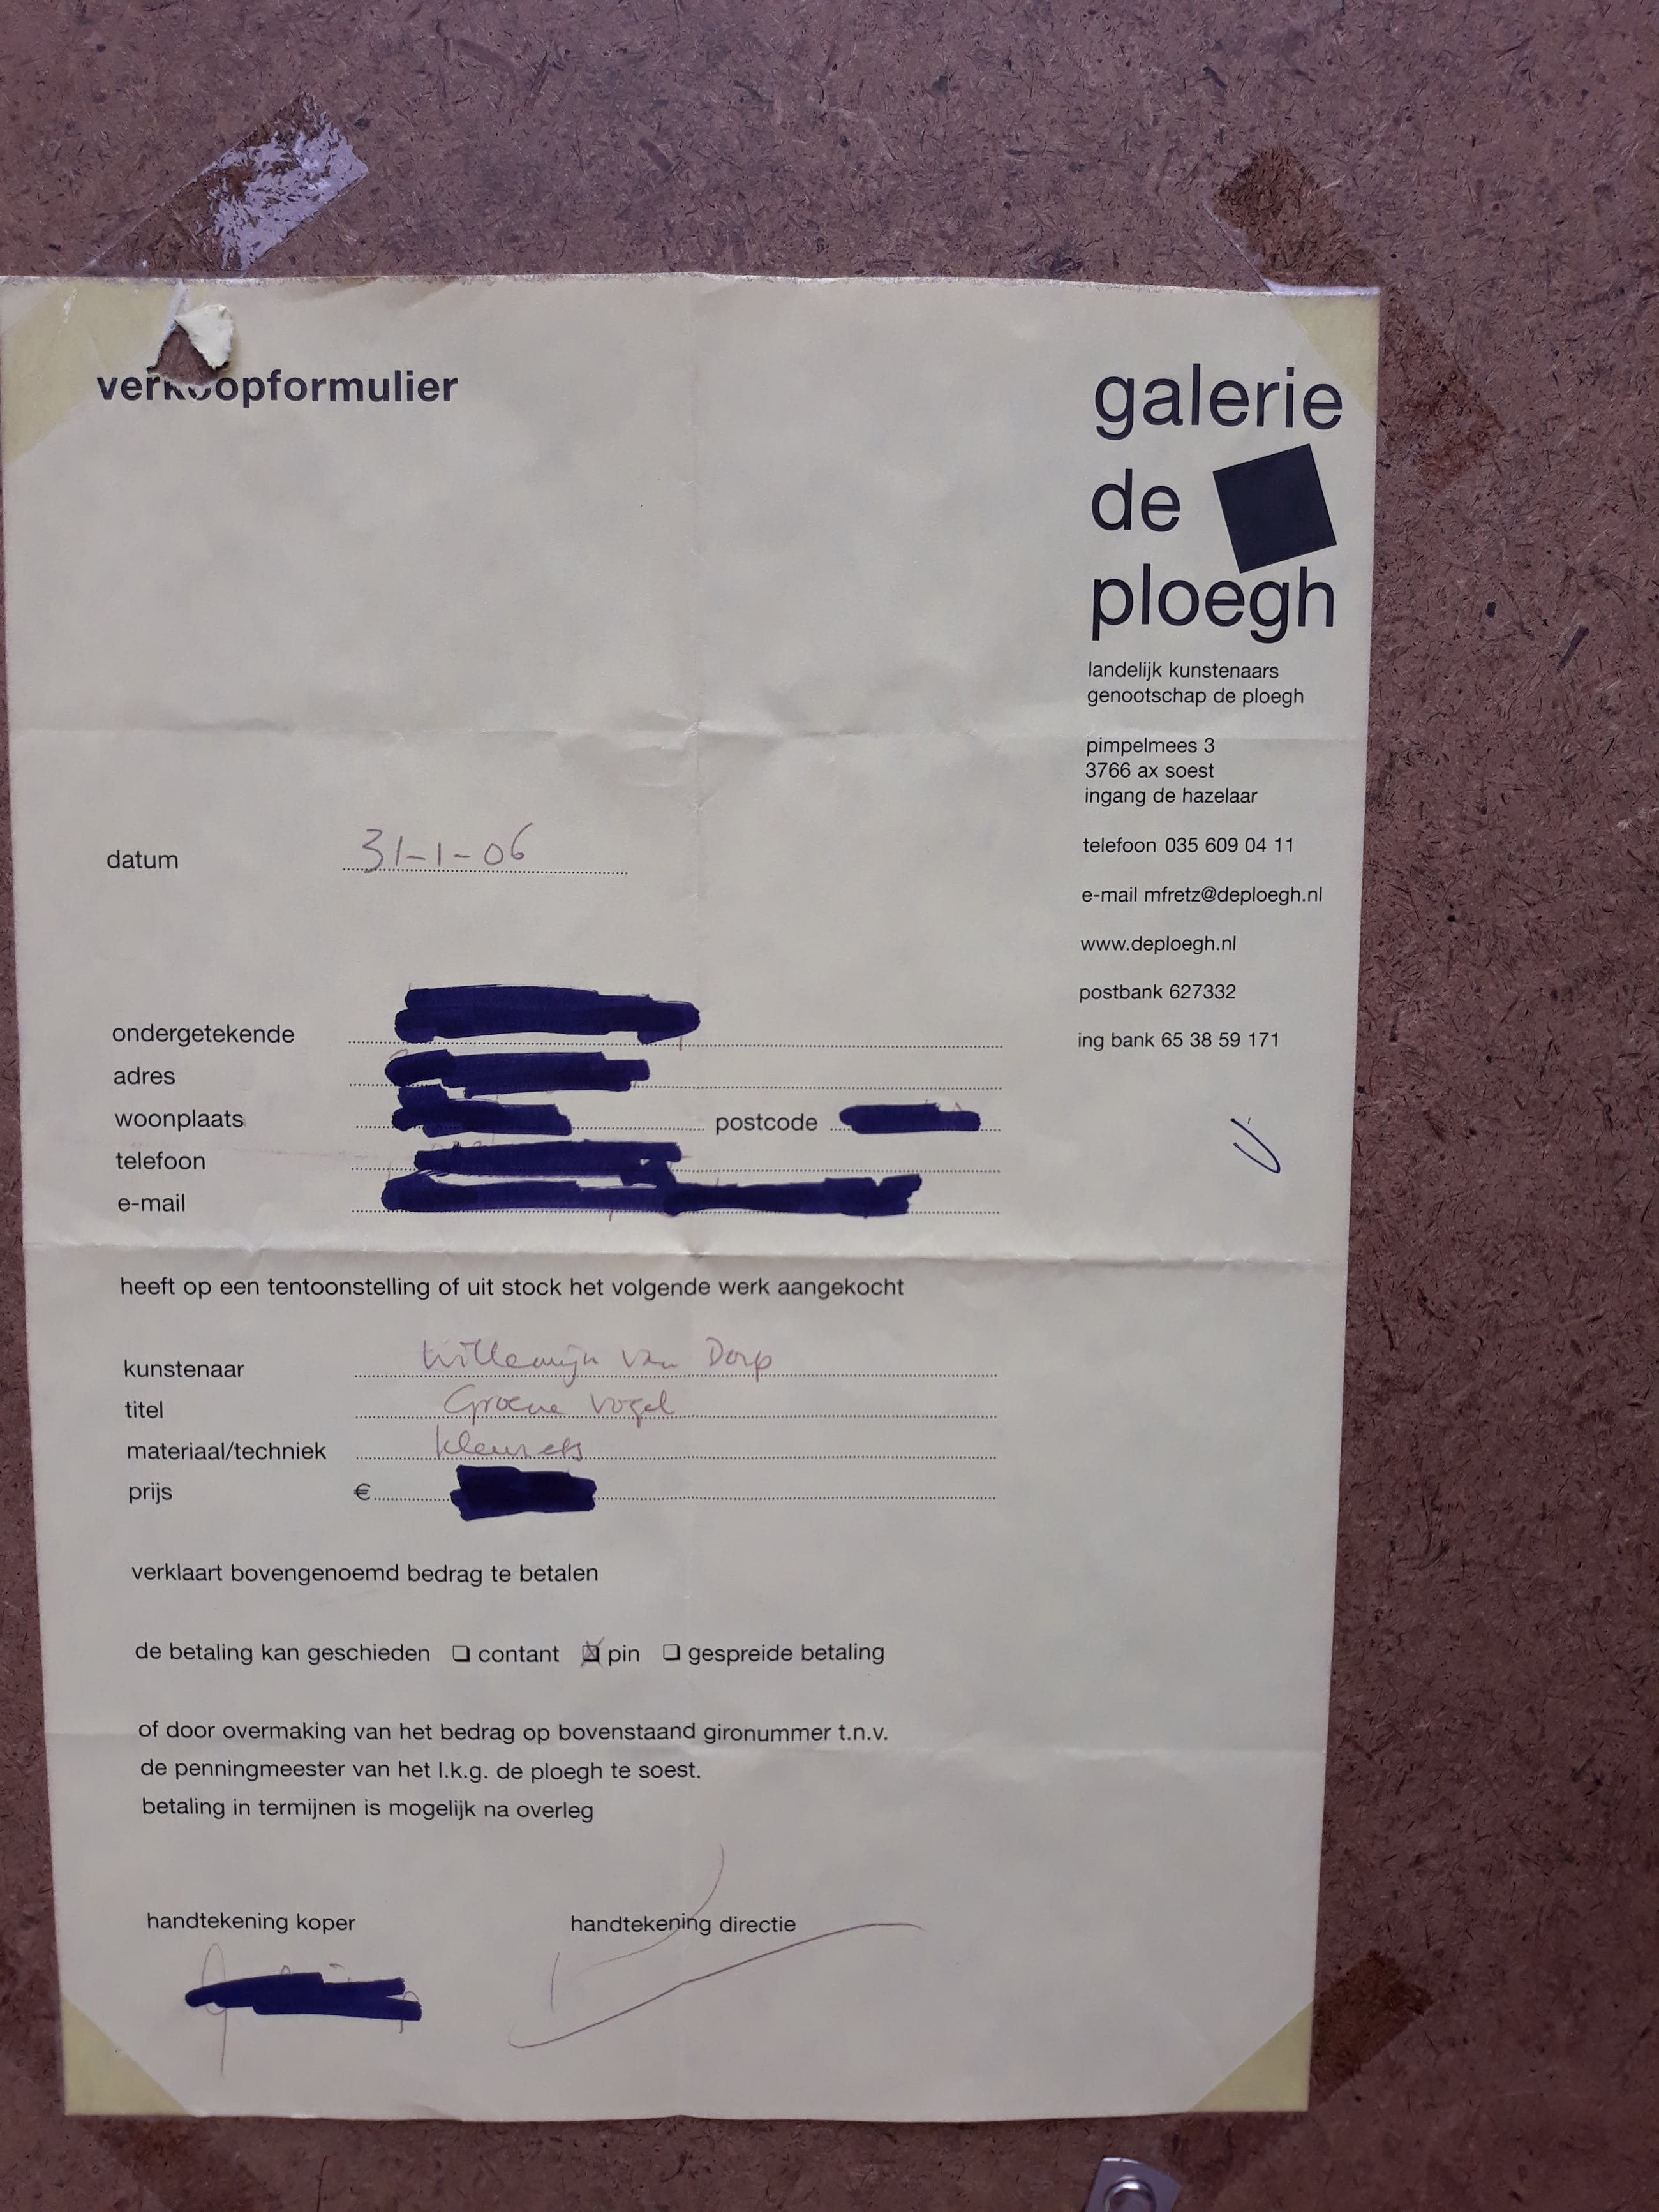 verkoopformulier
galerie
de
ploegh
landelijk kunstenaars
genootschap de ploegh
pimpelmees 3
3766 ax soest
ingang de hazelaar
telefoon 035 609 04 11
e-mail mfretz@deploegh.nl
www.deploegh.nl
postbank 627332
ing bank 65 38 59 171
datum 31-1-06
ondergetekende
adres
woonplaats postcode
telefoon
e-mail
heeft op een tentoonstelling of uit stock het volgende werk aangekocht
kunstenaar Willemijn van Dorp
titel Groene vogel
materiaal/techniek kleurets
prijs €
verklaart bovengenoemd bedrag te betalen
de betaling kan geschieden contant pin gespreide betaling
of door overmaking van het bedrag op bovenstaand gironummer t.n.v.
de penningmeester van het l.k.g. de ploegh te soest.
betaling in termijnen is mogelijk na overleg
handtekening koper handtekening directie